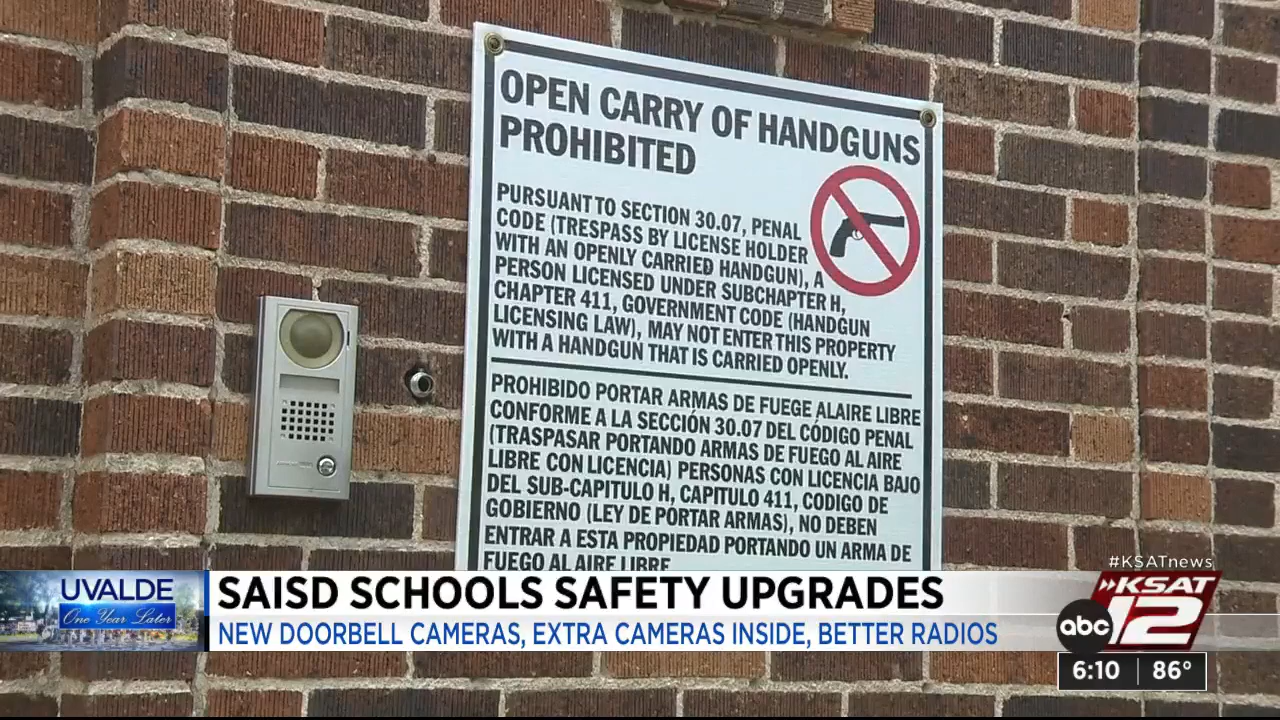 OPEN CARRY OF HANDGUNS
PROHIBITED
PURSUANT TO SECTION 30.07, PENAL
CODE (TRESPASS BY LICENSE HOLDER
WITH AN OPENLY CARRIED HANDGUN), A
PERSON LICENSED UNDER SUBCHAPTER H,
CHAPTER 411, GOVERNMENT CODE (HANDGUN
LICENSING LAW), MAY NOT ENTER THIS PROPERTY
WITH A HANDGUN THAT IS CARRIED OPENLY.
PROHIBIDO PORTAR ARMAS DE FUEGE ALAIRE LIBRE
CONFORME A LA SECCIÓN 30.07 DEL CÓDIGO PENAL
(TRASPASAR PORTANDO ARMAS DE FUEGO AL AIRE
LIBRE CON LICENCIA) PERSONAS CON LICENCIA BAJO
DEL SUB-CAPITULO H, CAPITULO 411, CODIGO DE
GOBIERNO (LEY DE PORTAR ARMAS), NO DEBEN
ENTRAR A ESTA PROPIEDAD PORTANDO UN ARMA DE
FUEGO AL AIRE LIBRE
#KSATnews
UVALDE
One Year Later
SAISD SCHOOLS SAFETY UPGRADES
NEW DOORBELL CAMERAS, EXTRA CAMERAS INSIDE, BETTER RADIOS
KSAT
abc 12
6:10 86°